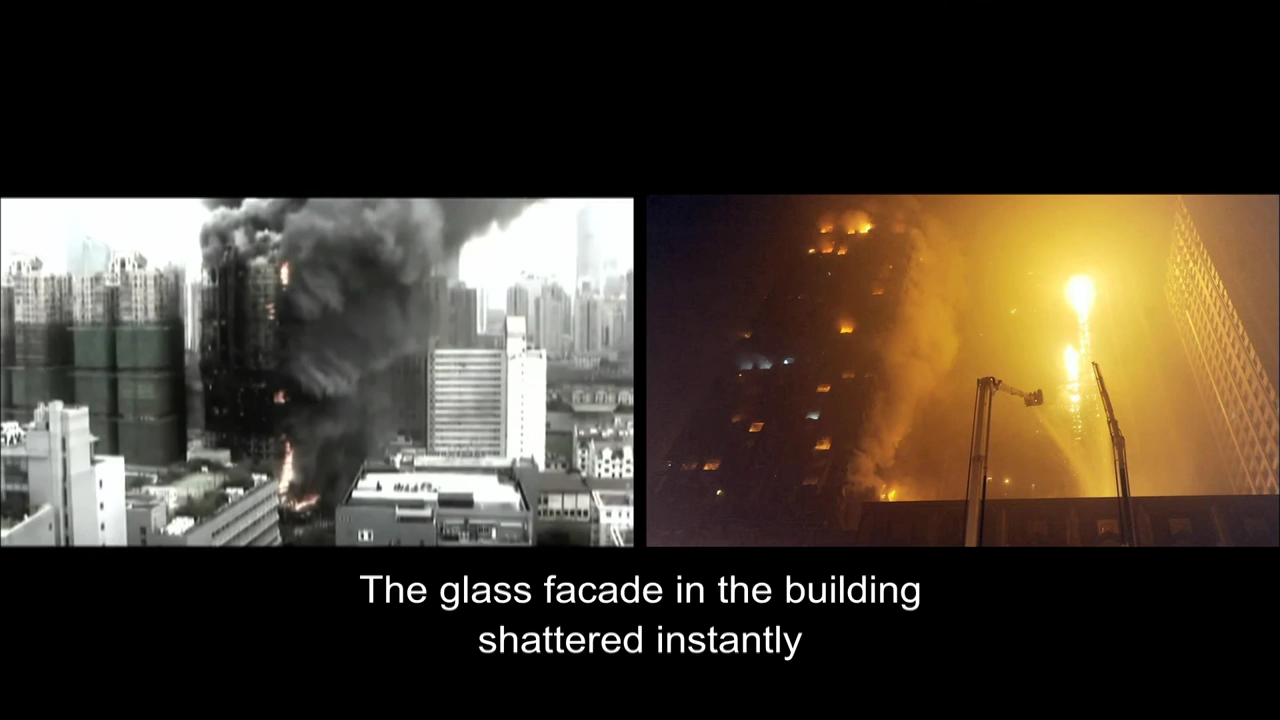 The glass facade in the building
shattered instantly